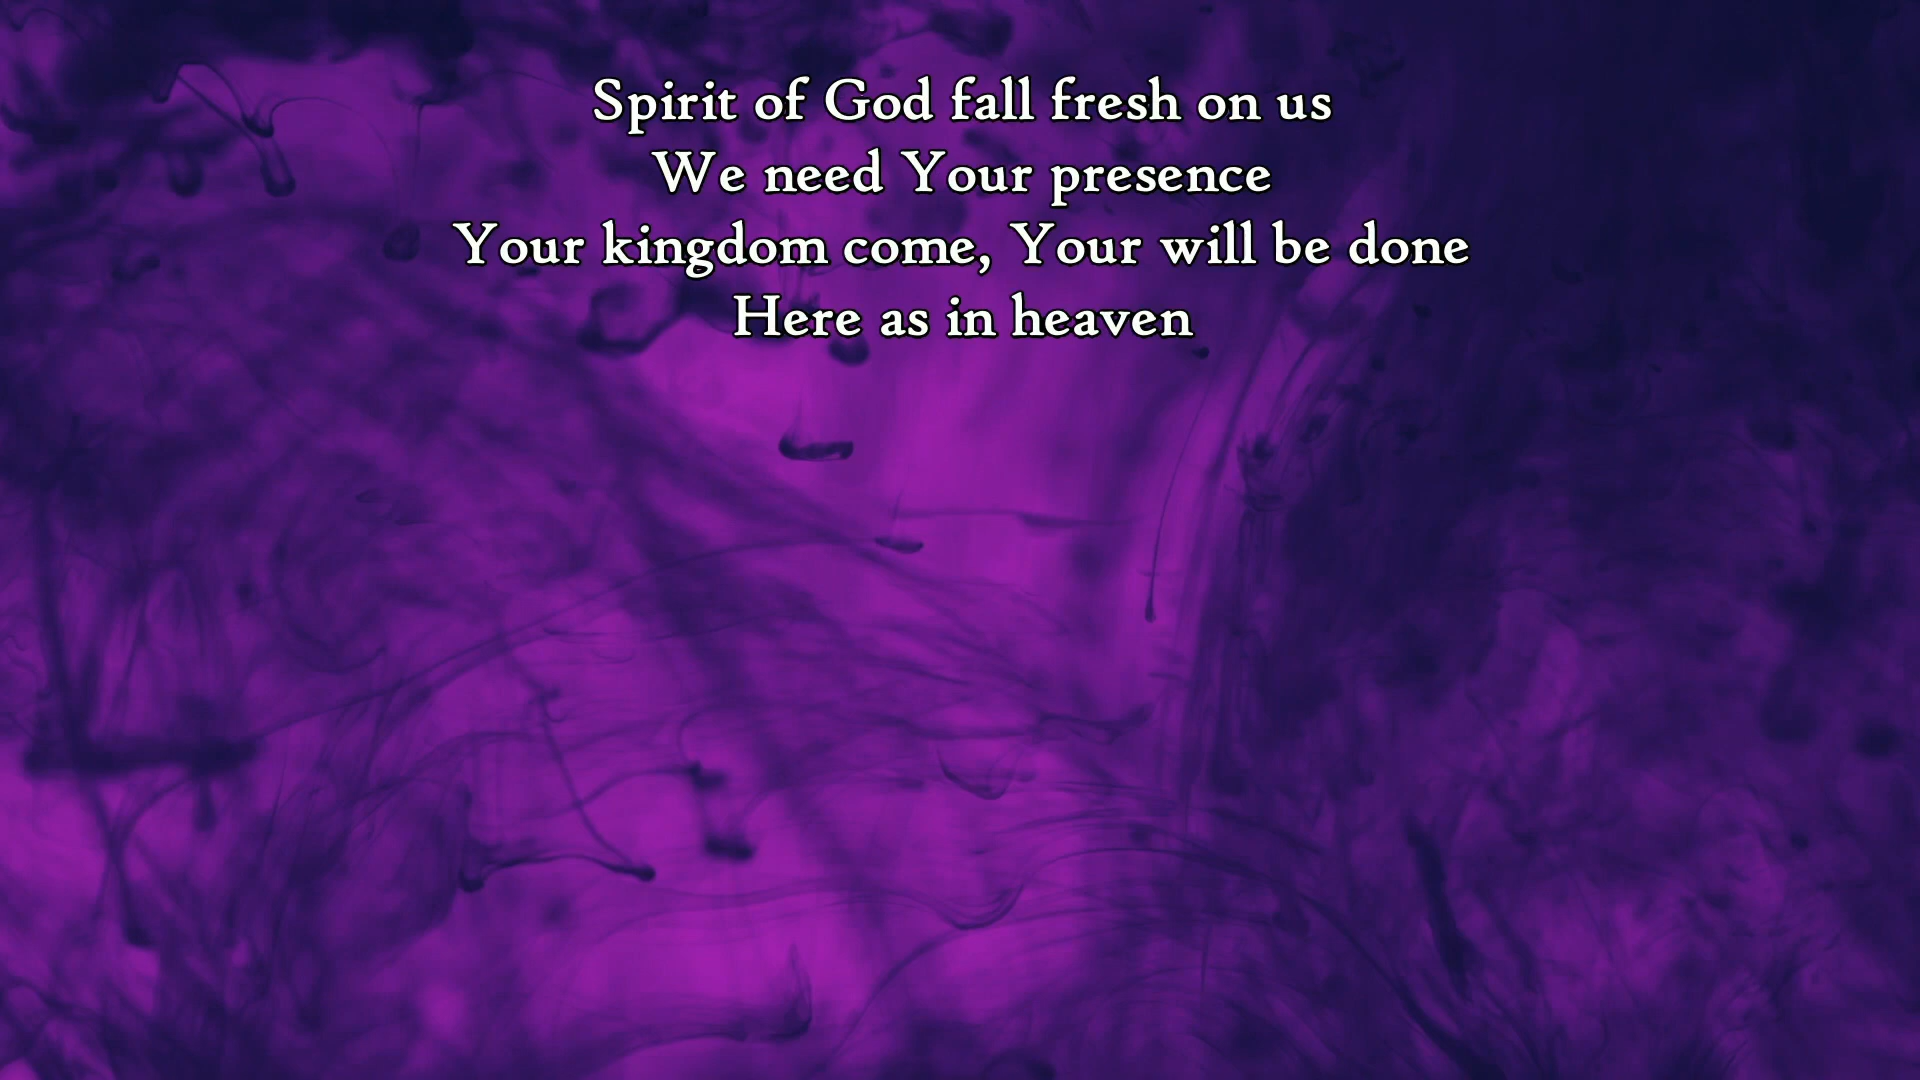 Spirit of God fall fresh on us
We need Your presence
Your kingdom come, Your will be done
Here as in heaven